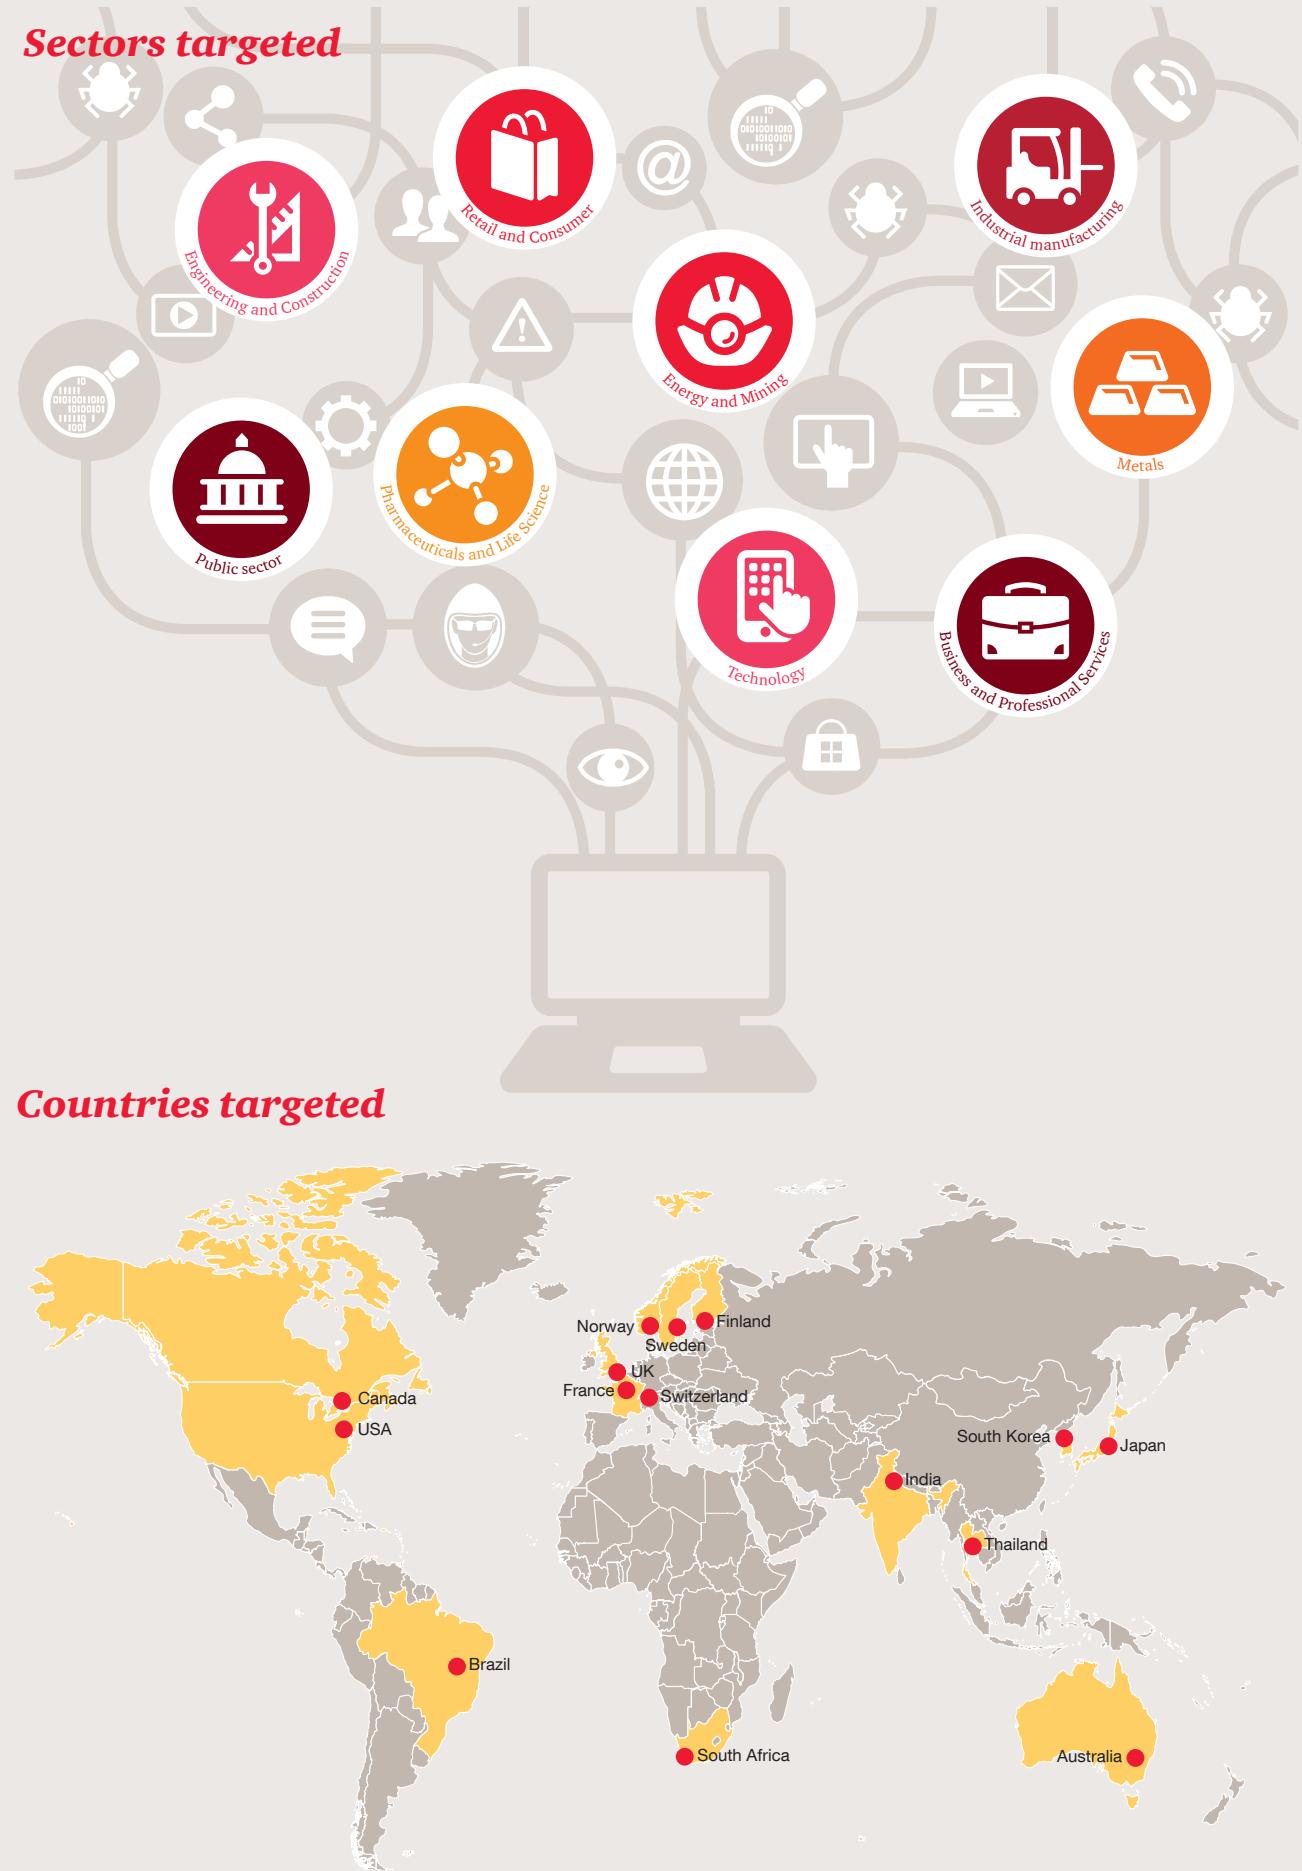 Sectors targeted
Retail and Consumer
Industrial manufacturing
Engineering and Construction
Energy and Mining
Metals
Public sector
Pharmaceuticals and Life Science
Technology
Business and Professional Services
Countries targeted
Norway
Finland
Sweden
UK
France
Switzerland
Canada
USA
South Korea
Japan
India
Thailand
Brazil
South Africa
Australia